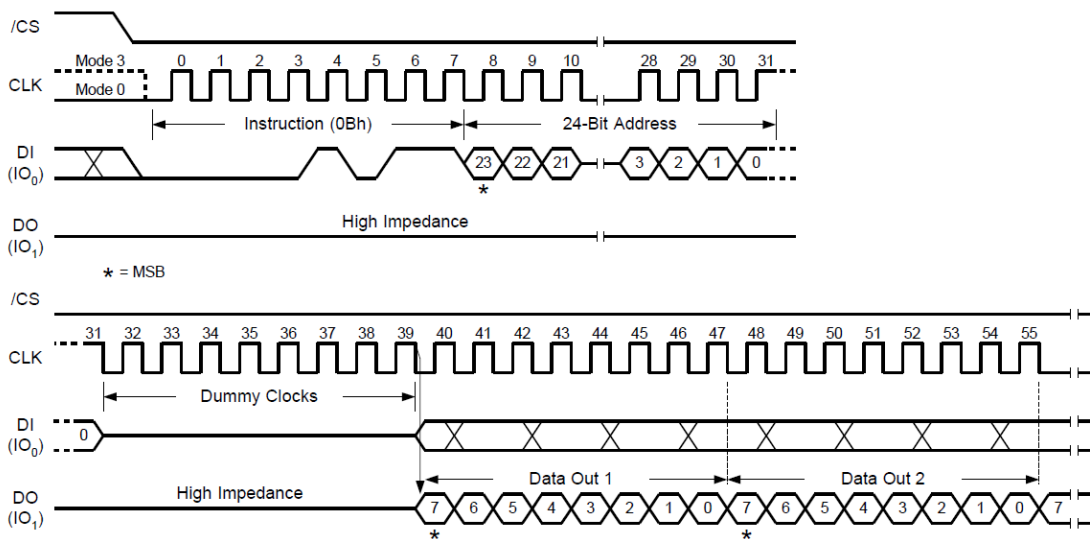 /CS
Mode 3 0 1 2 3 4 5 6 7 8 9 10 28 29 30 31
CLK
Mode 0
Instruction (0Bh) 24-Bit Address
DI
(IO0)
23 22 21 3 2 1 0
*
High Impedance
DO
(IO1)
* = MSB
/CS
31 32 33 34 35 36 37 38 39 40 41 42 43 44 45 46 47 48 49 50 51 52 53 54 55
CLK
Dummy Clocks
DI
(IO0)
0
Data Out 1 Data Out 2
High Impedance
DO
(IO1)
7 6 5 4 3 2 1 0 7 6 5 4 3 2 1 0 7
* *